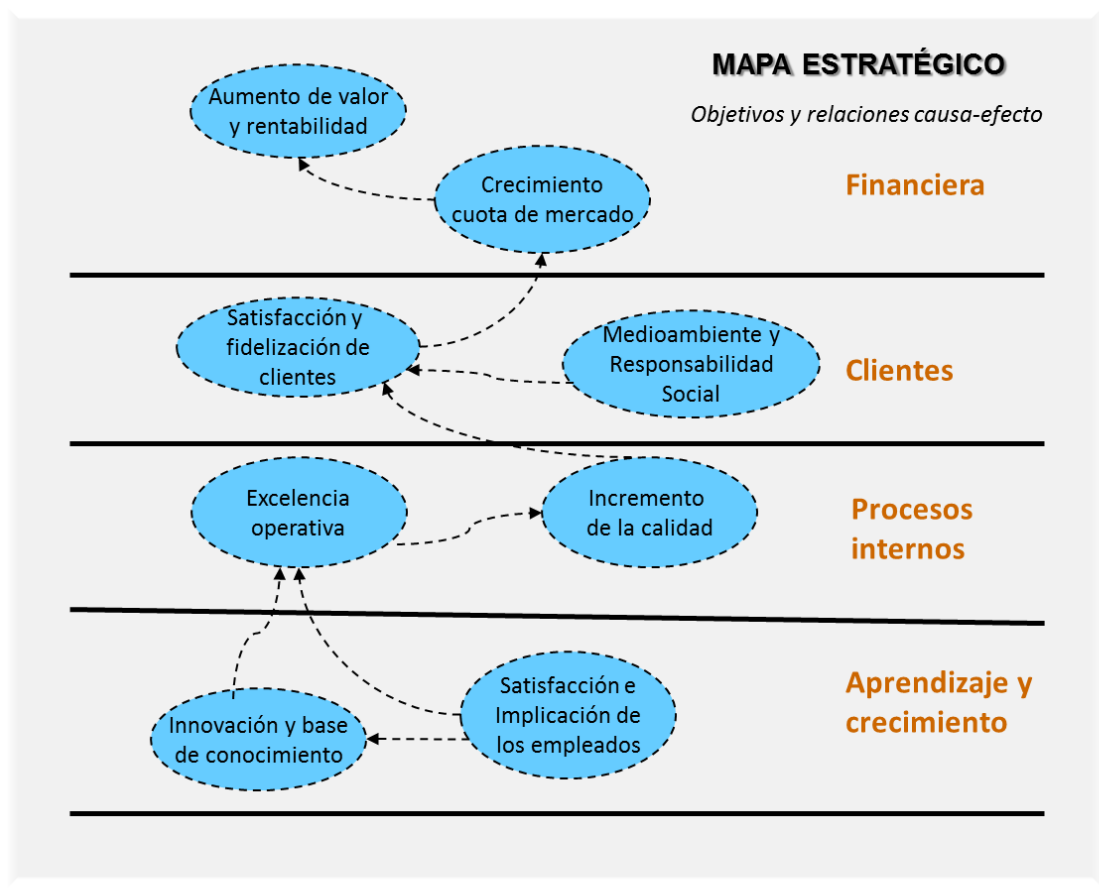 MAPA ESTRATÉGICO
Objetivos y relaciones causa-efecto
Aumento de valor
y rentabilidad
Crecimiento
cuota de mercado
Financiera
Satisfacción y
fidelización de
clientes
Medioambiente y
Responsabilidad
Social
Clientes
Excelencia
operativa
Incremento
de la calidad
Procesos
internos
Innovación y base
de conocimiento
Satisfacción e
Implicación de
los empleados
Aprendizaje y
crecimiento